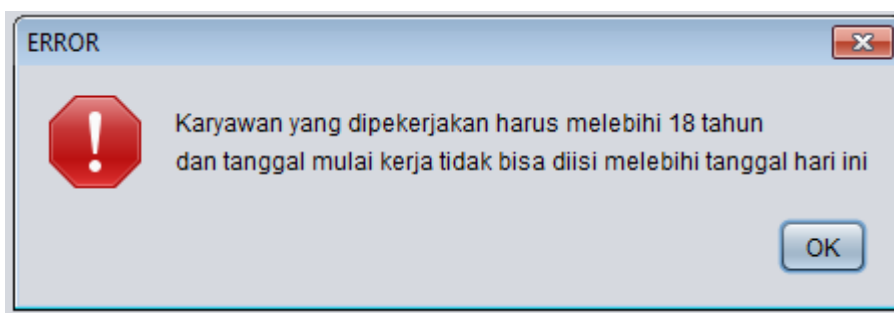 ERROR
Karyawan yang dipekerjakan harus melebihi 18 tahun
dan tanggal mulai kerja tidak bisa diisi melebihi tanggal hari ini
OK